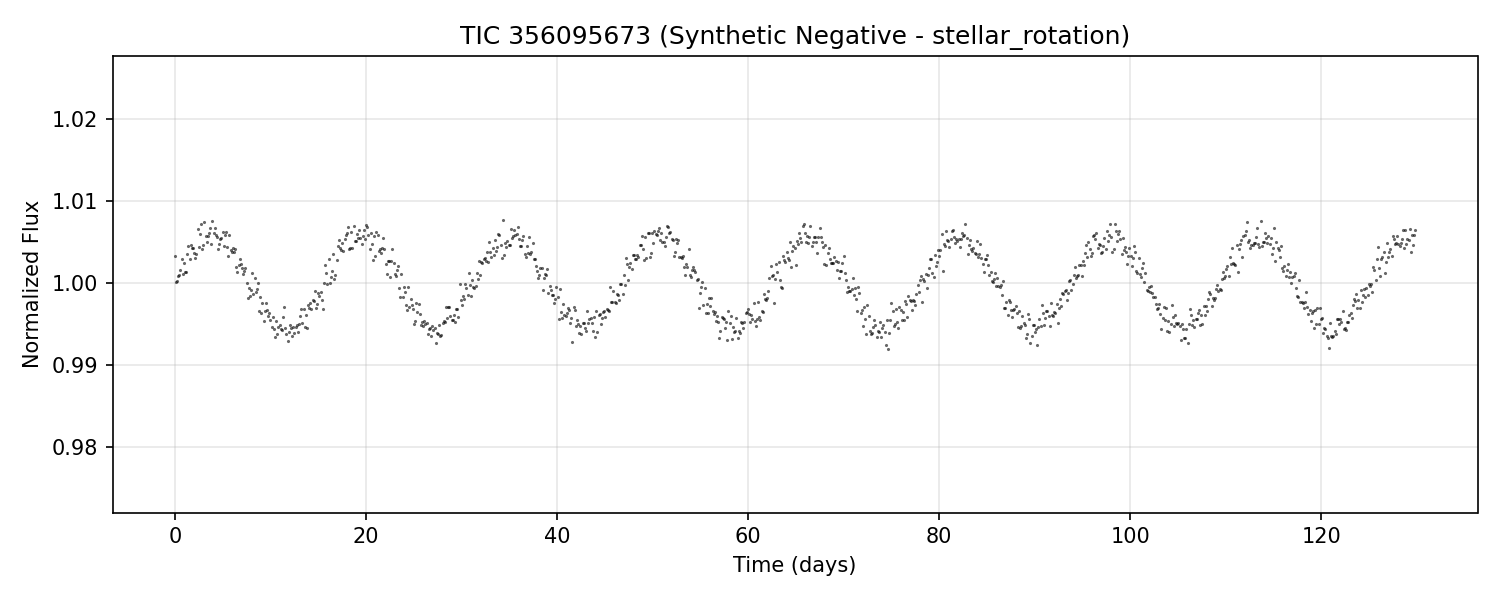 TIC 356095673 (Synthetic Negative - stellar_rotation)
Normalized Flux
1.02
1.01
1.00
0.99
0.98
0 20 40 60 80 100 120
Time (days)